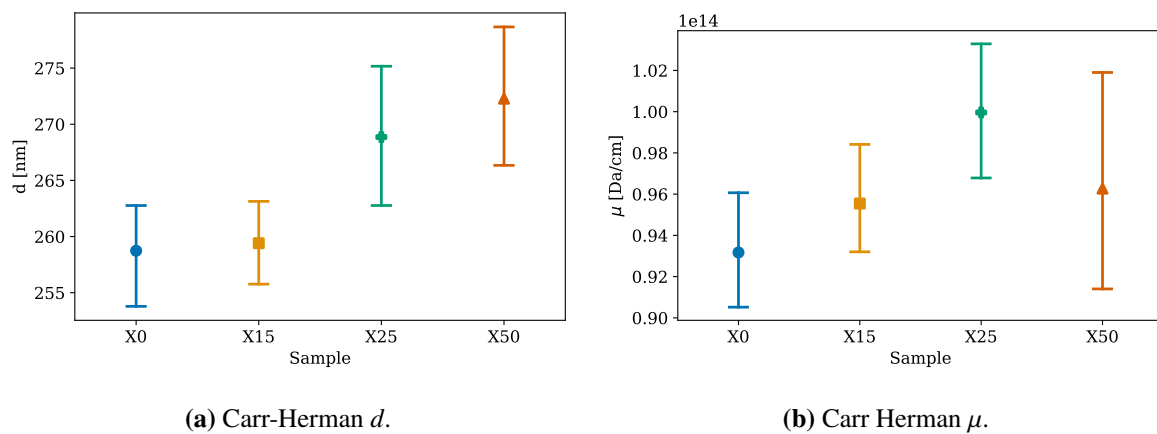 275
270
265
260
255
d [nm]
X0 X15 X25 X50
Sample
(a) Carr-Herman d.
1e14
1.02
1.00
0.98
0.96
0.94
0.92
0.90
μ [Da/cm]
X0 X15 X25 X50
Sample
(b) Carr Herman μ.